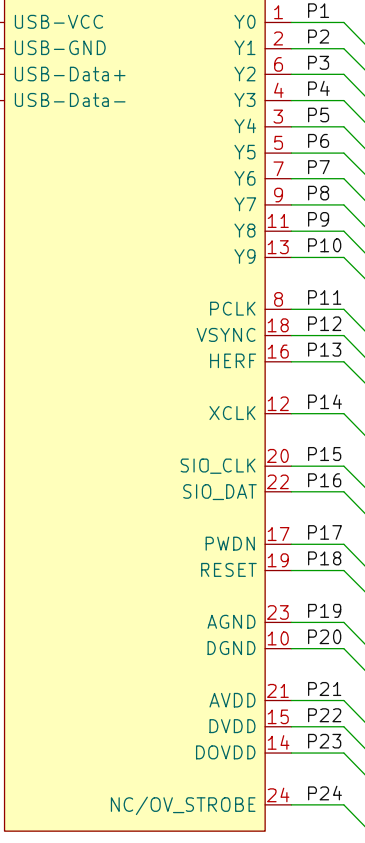 USB-VCC Y0 1 P1
USB-GND Y1 2 P2
USB-Data+ Y2 6 P3
USB-Data- Y3 4 P4
Y4 3 P5
Y5 5 P6
Y6 7 P7
Y7 9 P8
Y8 11 P9
Y9 13 P10
PCLK 8 P11
VSYNC 18 P12
HERF 16 P13
XCLK 12 P14
SIO_CLK 20 P15
SIO_DAT 22 P16
PWDN 17 P17
RESET 19 P18
AGND 23 P19
DGND 10 P20
AVDD 21 P21
DVDD 15 P22
DOVDD 14 P23
NC/OV_STROBE 24 P24